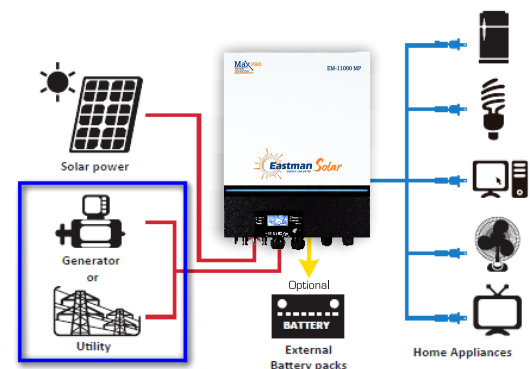 MaX PRO
EM-11000 MP
Eastman Solar
Solar power
Generator
or
Utility
Optional
BATTERY
External
Battery packs
Home Appliances